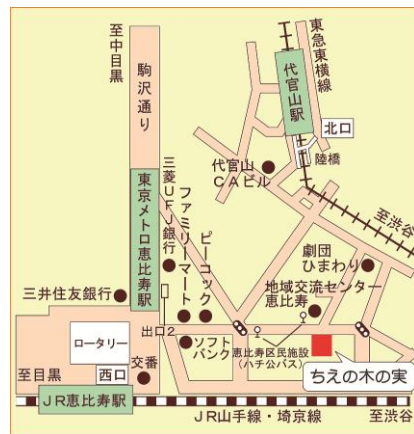 至中目黒
駒沢通り
東急東横線
代官山駅
北口
陸橋
代官山
CAビル
至渋谷
東京メトロ恵比寿駅
三菱UFJ銀行
ファミリーマート
ピーコック
劇団
ひまわり
三井住友銀行
地域交流センター
恵比寿
出口2
ロータリー
ソフト
バンク
恵比寿区民施設
(ハチ公バス)
ちえの木の実
交番
至目黒
西口
JR恵比寿駅
JR山手線・埼京線
至渋谷